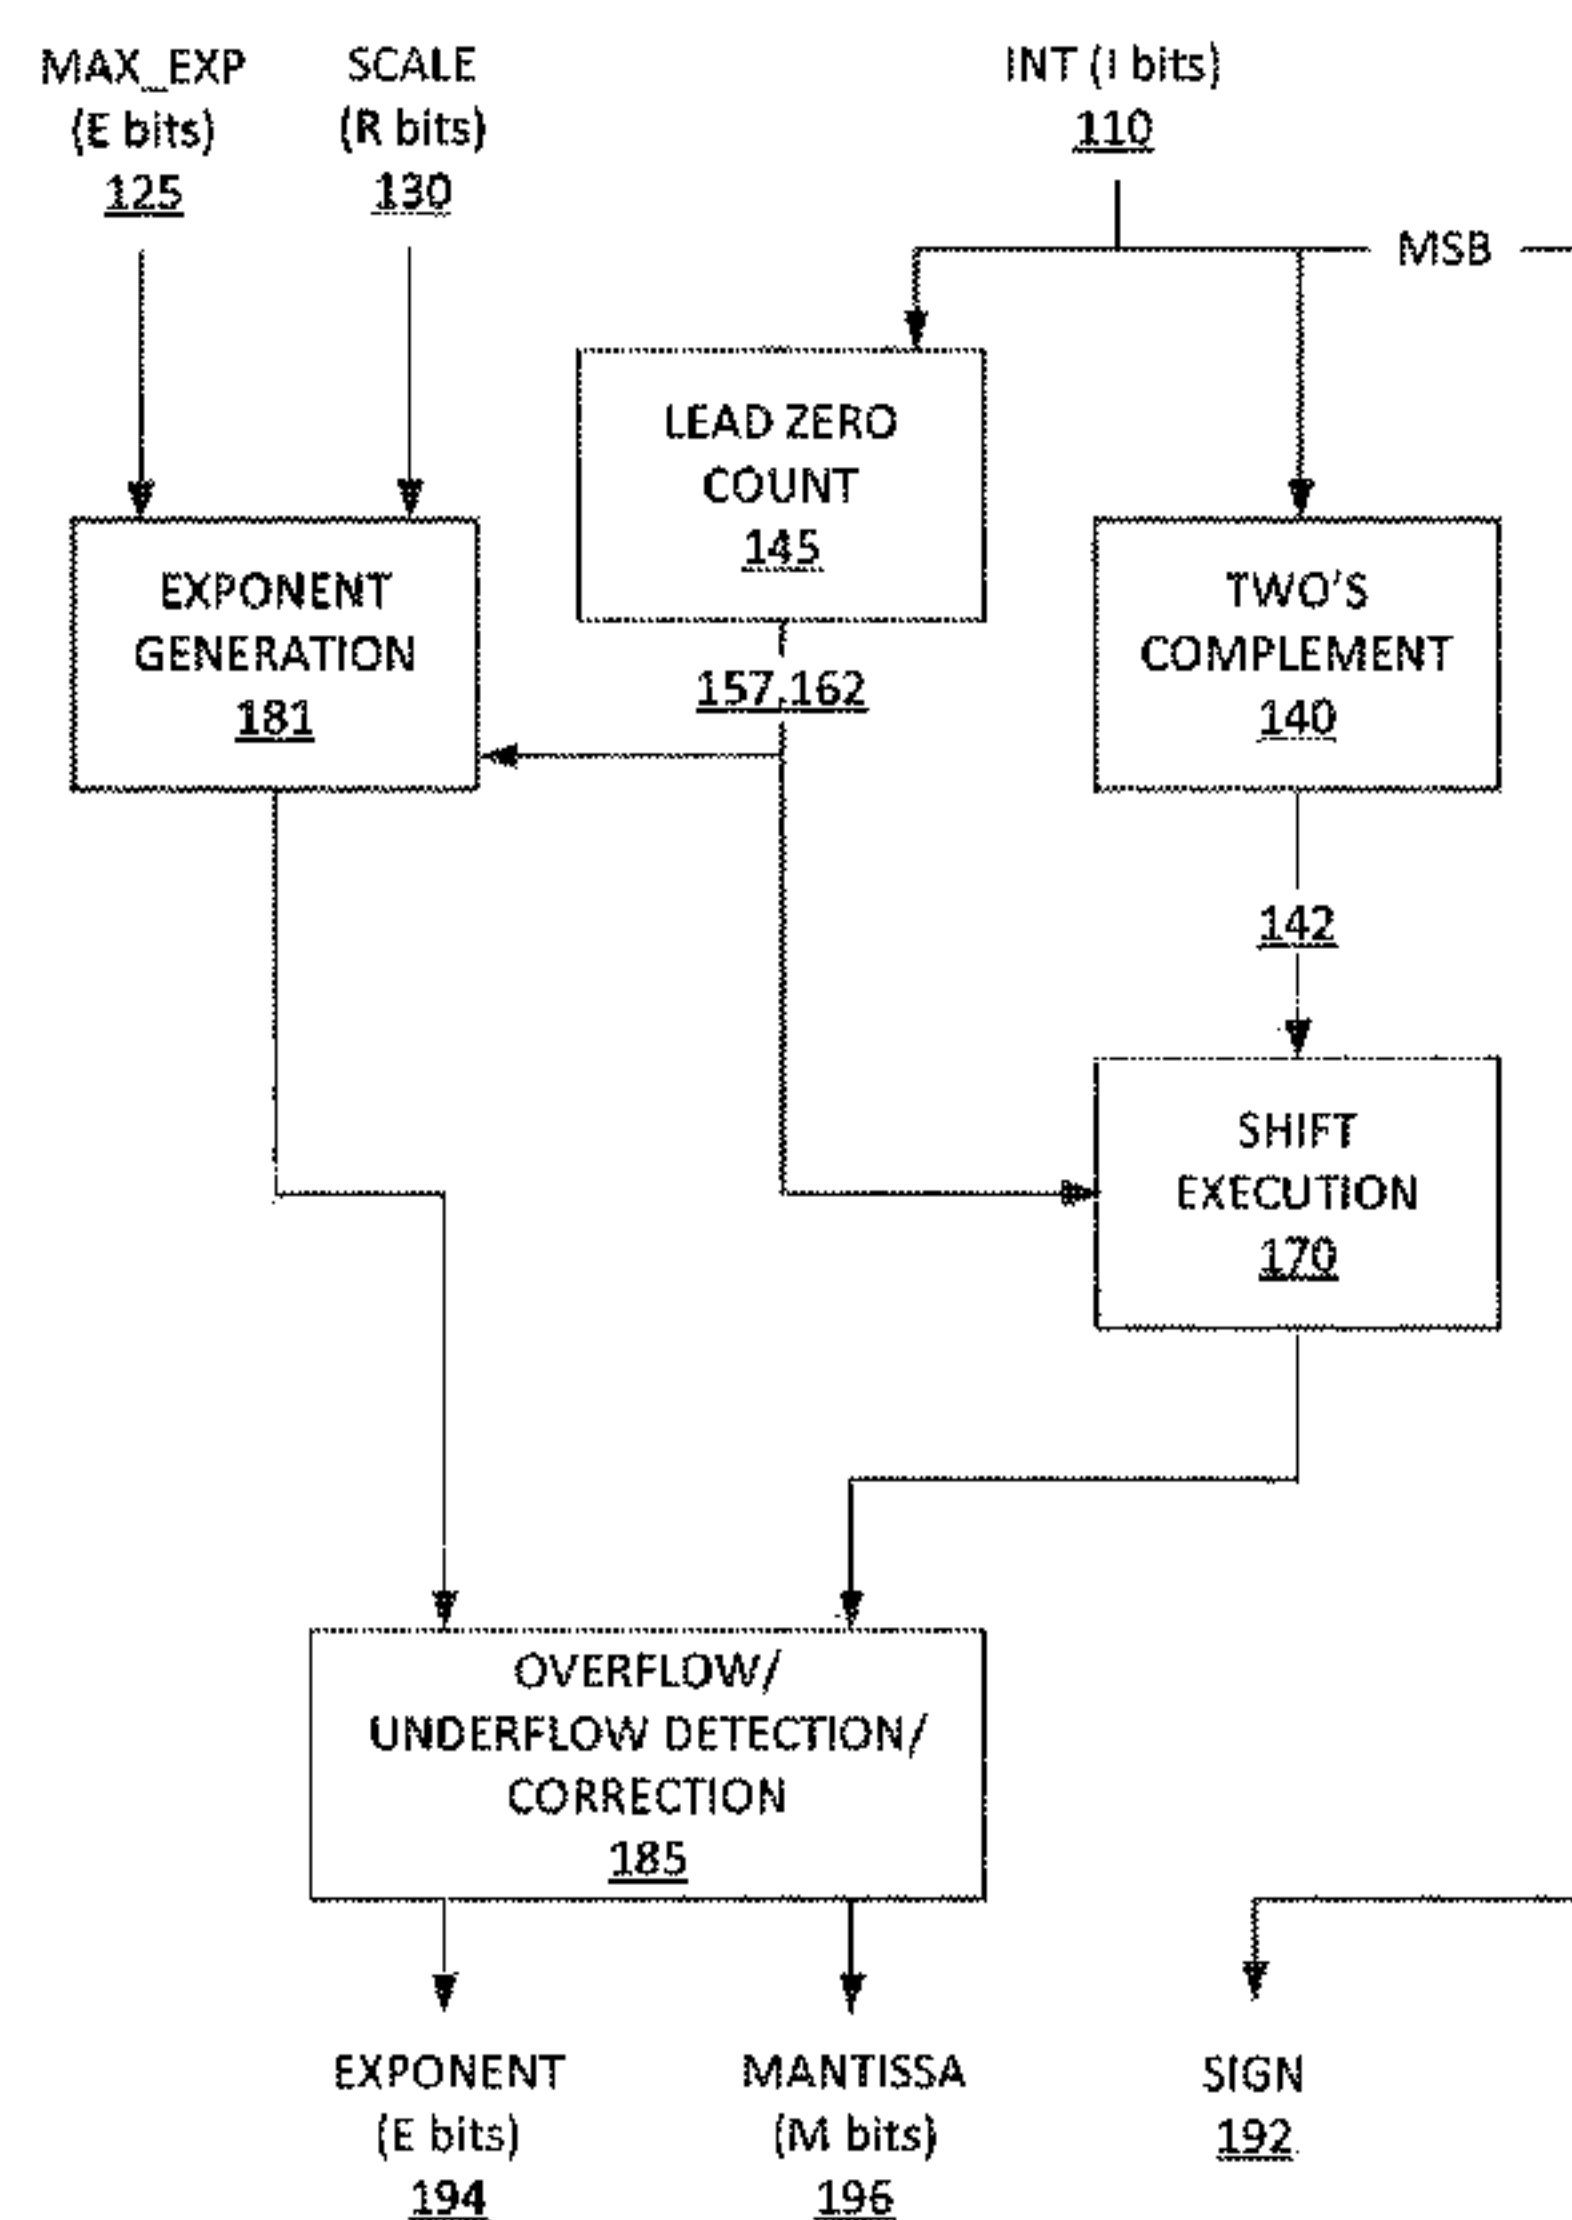 MAX_EXP
(E bits)
125
SCALE
(R bits)
130
INT (I bits)
110
MSB
LEAD ZERO
COUNT
145
EXPONENT
GENERATION
181
157,162
TWO'S
COMPLEMENT
140
142
SHIFT
EXECUTION
170
OVERFLOW/
UNDERFLOW DETECTION/
CORRECTION
185
EXPONENT
(E bits)
194
MANTISSA
(M bits)
196
SIGN
192